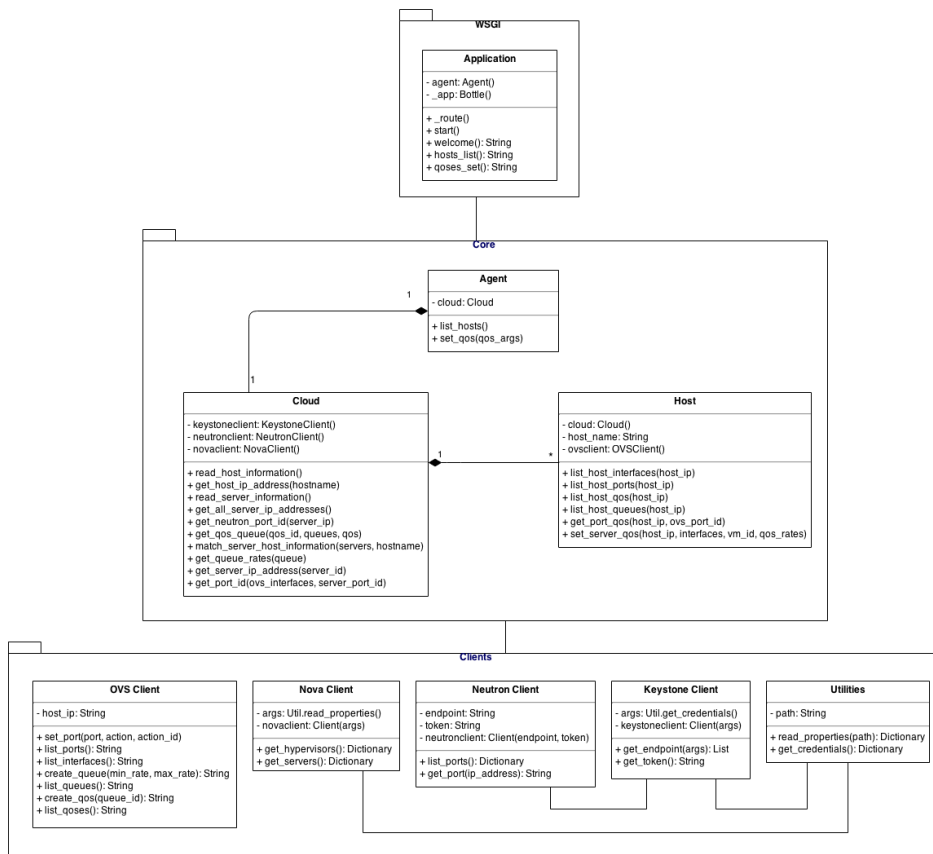 WSGI
Application
- agent: Agent()
- _app: Bottle()
+ _route()
+ start()
+ welcome(): String
+ hosts_list(): String
+ qoses_set(): String
Core
Agent
- cloud: Cloud
+ list_hosts()
+ set_qos(qos_args)
1
1
Cloud
- keystoneclient: KeystoneClient()
- neutronclient: NeutronClient()
- novaclient: NovaClient()
+ read_host_information()
+ get_host_ip_address(hostname)
+ read_server_information()
+ get_all_server_ip_addresses()
+ get_neutron_port_id(server_ip)
+ get_qos_queue(qos_id, queues, qos)
+ match_server_host_information(servers, hostname)
+ get_queue_rates(queue)
+ get_server_ip_address(server_id)
+ get_port_id(ovs_interfaces, server_port_id)
1
*
Host
- cloud: Cloud()
- host_name: String
- ovsclient: OVSClient()
+ list_host_interfaces(host_ip)
+ list_host_ports(host_ip)
+ list_host_qos(host_ip)
+ list_host_queues(host_ip)
+ get_port_qos(host_ip, ovs_port_id)
+ set_server_qos(host_ip, interfaces, vm_id, qos_rates)
Clients
OVS Client
- host_ip: String
+ set_port(port, action, action_id)
+ list_ports(): String
+ list_interfaces(): String
+ create_queue(min_rate, max_rate): String
+ list_queues(): String
+ create_qos(queue_id): String
+ list_qoses(): String
Nova Client
- args: Util.read_properties()
- novaclient: Client(args)
+ get_hypervisors(): Dictionary
+ get_servers(): Dictionary
Neutron Client
- endpoint: String
- token: String
- neutronclient: Client(endpoint, token)
+ list_ports(): Dictionary
+ get_port(ip_address): String
Keystone Client
- args: Util.get_credentials()
- keystoneclient: Client(args)
+ get_endpoint(args): List
+ get_token(): String
Utilities
- path: String
+ read_properties(path): Dictionary
+ get_credentials(): Dictionary